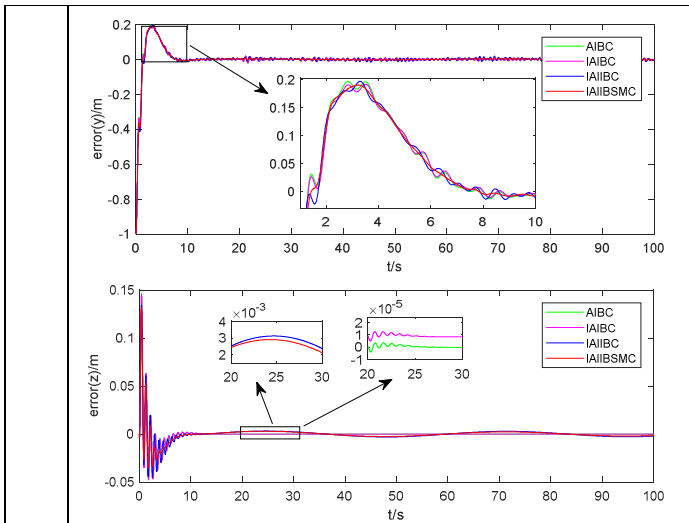 0.2
0
-0.2
-0.4
-0.6
-0.8
-1
error(y)/m
AIBC
IAIBC
IAIIBC
IAIIBSMC
0.2
0.15
0.1
0.05
0
2 4 6 8 10
0 10 20 30 40 50 60 70 80 90 100
t/s
0.15
0.10
0.05
0
-0.05
error(z)/m
×10⁻³
4
3
2
20 25 30
×10⁻⁵
2
1
0
-1
20 25 30
AIBC
IAIBC
IAIIBC
IAIIBSMC
0 10 20 30 40 50 60 70 80 90 100
t/s